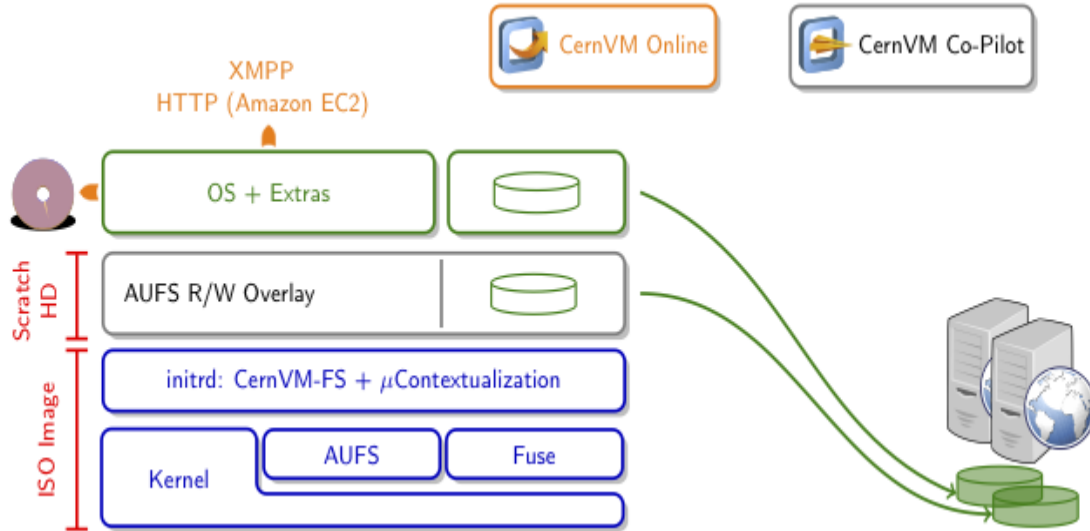 CernVM Online
CernVM Co-Pilot
XMPP
HTTP (Amazon EC2)
OS + Extras
Scratch
HD
AUFS R/W Overlay
ISO Image
initrd: CernVM-FS + μContextualization
Kernel
AUFS
Fuse